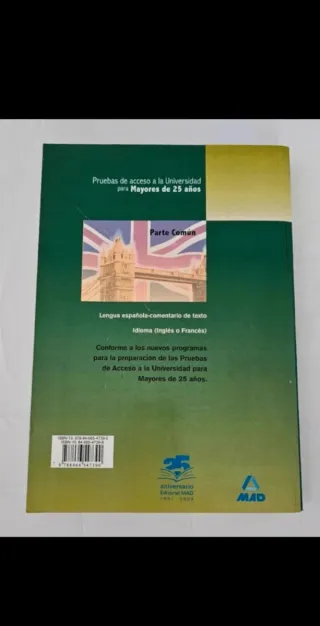 Pruebas de acceso a la Universidad
para Mayores de 25 años
Parte Común
Lengua española-comentario de texto
Idioma (Inglés o Francés)
Conforme a los nuevos programas
para la preparación de las Pruebas
de Acceso a la Universidad para
Mayores de 25 años.
25
Aniversario
Editorial MAD
MAD